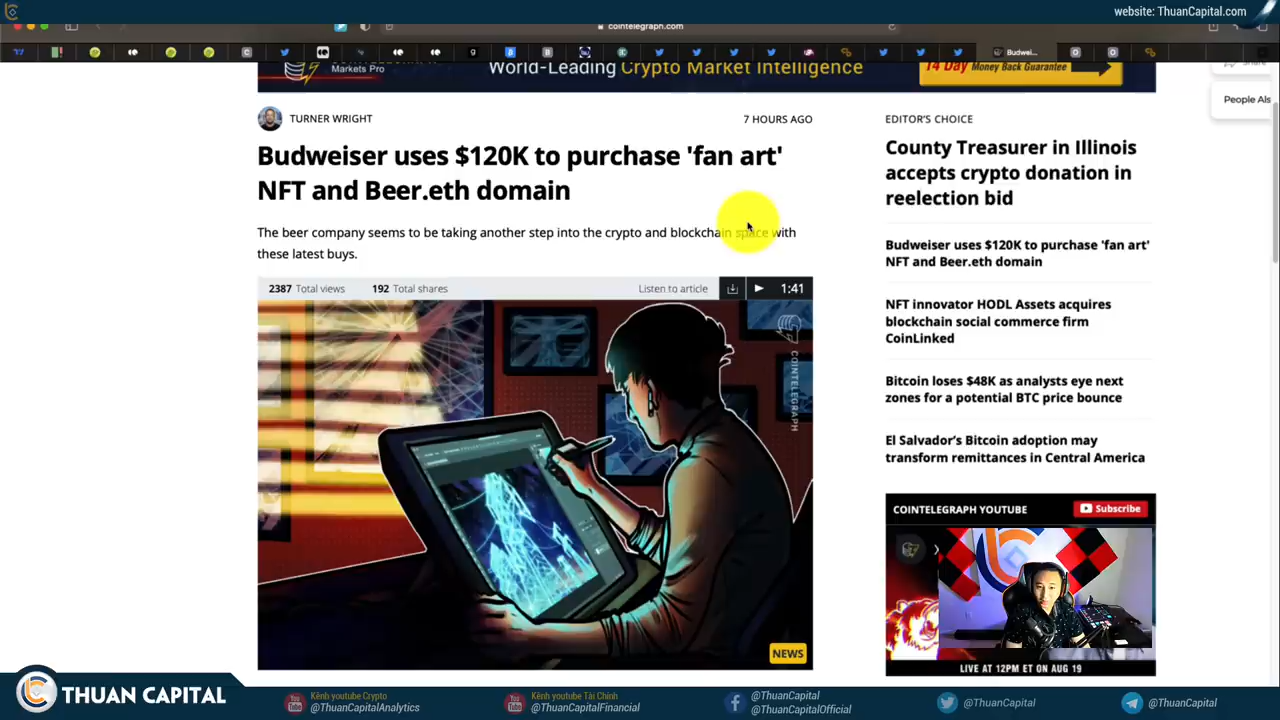 website: ThuanCapital.com
cointelegraph.com
Budwei...
Markets Pro
World-Leading Crypto Market Intelligence
14 Day Money Back Guarantee
Share
People Als
TURNER WRIGHT
7 HOURS AGO
Budweiser uses $120K to purchase 'fan art'
NFT and Beer.eth domain
The beer company seems to be taking another step into the crypto and blockchain space with
these latest buys.
2387 Total views
192 Total shares
Listen to article
1:41
COINTELEGRAPH
NEWS
EDITOR'S CHOICE
County Treasurer in Illinois
accepts crypto donation in
reelection bid
Budweiser uses $120K to purchase 'fan art'
NFT and Beer.eth domain
NFT innovator HODL Assets acquires
blockchain social commerce firm
CoinLinked
Bitcoin loses $48K as analysts eye next
zones for a potential BTC price bounce
El Salvador's Bitcoin adoption may
transform remittances in Central America
COINTELEGRAPH YOUTUBE
Subscribe
LIVE AT 12PM ET ON AUG 19
THUAN CAPITAL
Kênh youtube Crypto
@ThuanCapitalAnalytics
Kênh youtube Tài Chính
@ThuanCapitalFinancial
@ThuanCapital
@ThuanCapitalOfficial
@ThuanCapital
@ThuanCapital